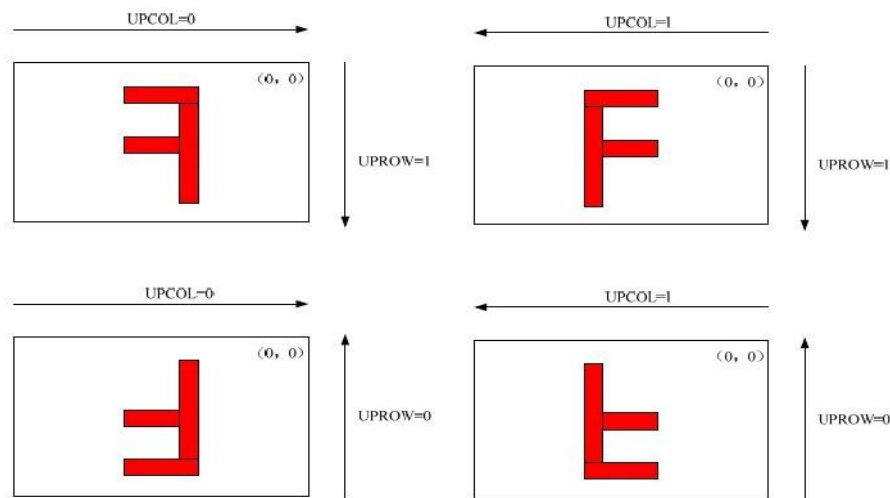 UPCOL=0
UPCOL=1
(0, 0)
(0, 0)
UPROW=1
UPROW=1
UPCOL=0
UPCOL=1
(0, 0)
(0, 0)
UPROW=0
UPROW=0